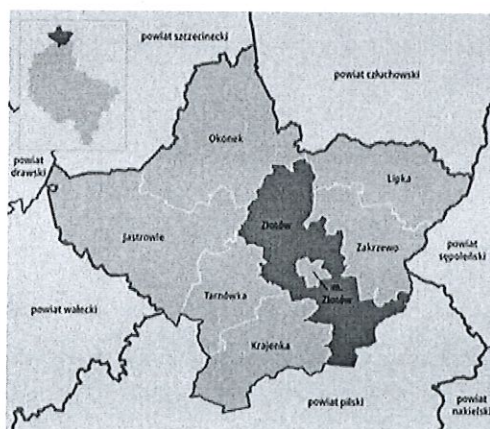 powiat szczecinecki
powiat człuchowski
Okonek
powiat
drawski
Lipka
Złotów
Jastrowie
Zakrzewo
powiat
sępoleński
m.
Złotów
Tarnówka
powiat wałecki
Krajenka
powiat pilski
powiat
nakielski